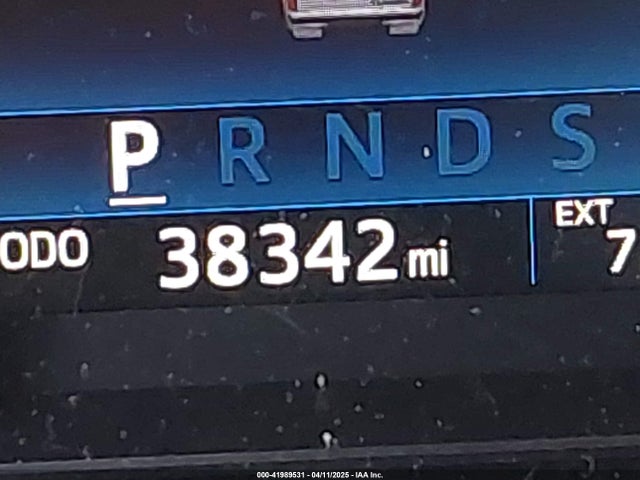 P R N D S
EXT
ODO 38342 mi 7
000-41989531 - 04/11/2025 - IAA Inc.